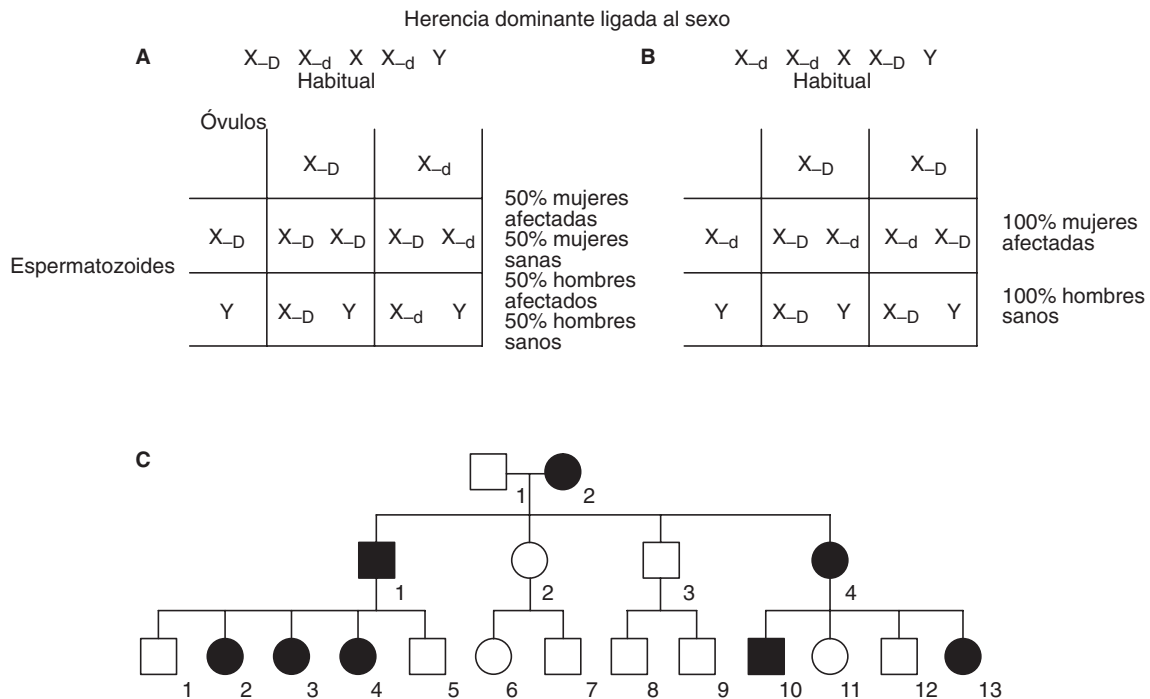 Herencia dominante ligada al sexo
A
X–D X–d X X–d Y
Habitual
Óvulos
X–D X–d
X–D X–D X–D X–D X–d
Espermatozoides
Y X–D Y X–d Y
50% mujeres
afectadas
50% mujeres
sanas
50% hombres
afectados
50% hombres
sanos
B
X–d X–d X X–D Y
Habitual
X–D X–D
X–d X–D X–d X–d X–D
Y X–D Y X–D Y
100% mujeres
afectadas
100% hombres
sanos
C
1 2
1 2 3 4
1 2 3 4 5 6 7 8 9 10 11 12 13